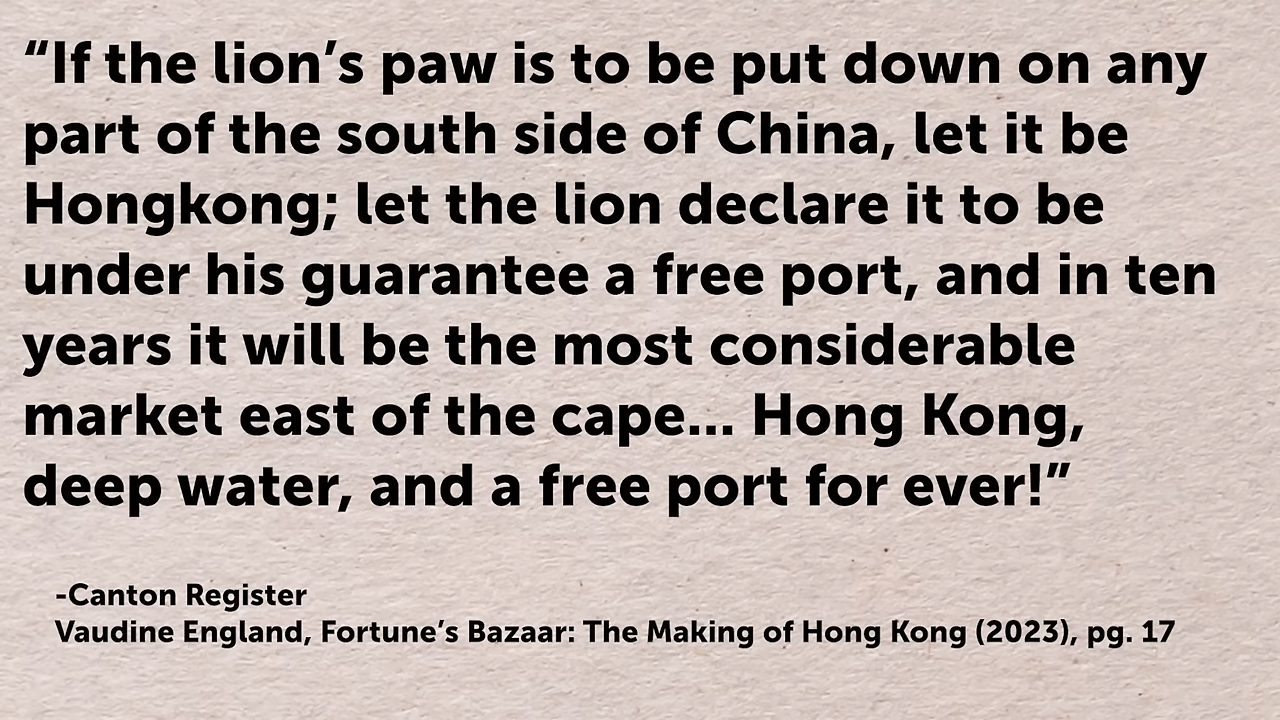 “If the lion’s paw is to be put down on any
part of the south side of China, let it be
Hongkong; let the lion declare it to be
under his guarantee a free port, and in ten
years it will be the most considerable
market east of the cape... Hong Kong,
deep water, and a free port for ever!”
-Canton Register
Vaudine England, Fortune’s Bazaar: The Making of Hong Kong (2023), pg. 17